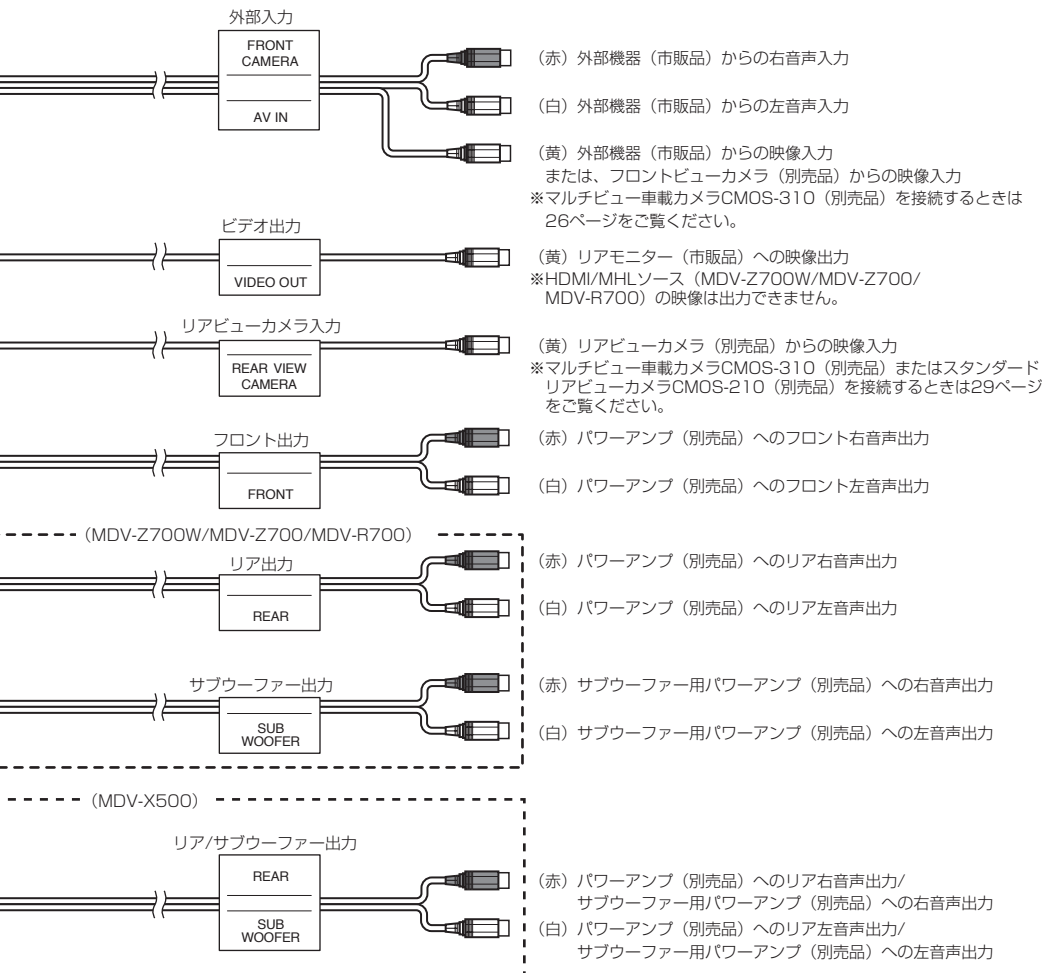 外部入力
FRONT
CAMERA
AV IN
（赤）外部機器（市販品）からの右音声入力
（白）外部機器（市販品）からの左音声入力
（黄）外部機器（市販品）からの映像入力
または、フロントビューカメラ（別売品）からの映像入力
※マルチビュー車載カメラCMOS-310（別売品）を接続するときは
26ページをご覧ください。
ビデオ出力
VIDEO OUT
（黄）リアモニター（市販品）への映像出力
※HDMI/MHLソース（MDV-Z700W/MDV-Z700/
MDV-R700）の映像は出力できません。
リアビューカメラ入力
REAR VIEW
CAMERA
（黄）リアビューカメラ（別売品）からの映像入力
※マルチビュー車載カメラCMOS-310（別売品）またはスタンダード
リアビューカメラCMOS-210（別売品）を接続するときは29ページ
をご覧ください。
フロント出力
FRONT
（赤）パワーアンプ（別売品）へのフロント右音声出力
（白）パワーアンプ（別売品）へのフロント左音声出力
（MDV-Z700W/MDV-Z700/MDV-R700）
リア出力
REAR
（赤）パワーアンプ（別売品）へのリア右音声出力
（白）パワーアンプ（別売品）へのリア左音声出力
サブウーファー出力
SUB
WOOFER
（赤）サブウーファー用パワーアンプ（別売品）への右音声出力
（白）サブウーファー用パワーアンプ（別売品）への左音声出力
（MDV-X500）
リア/サブウーファー出力
REAR
SUB
WOOFER
（赤）パワーアンプ（別売品）へのリア右音声出力/
サブウーファー用パワーアンプ（別売品）への右音声出力
（白）パワーアンプ（別売品）へのリア左音声出力/
サブウーファー用パワーアンプ（別売品）への左音声出力